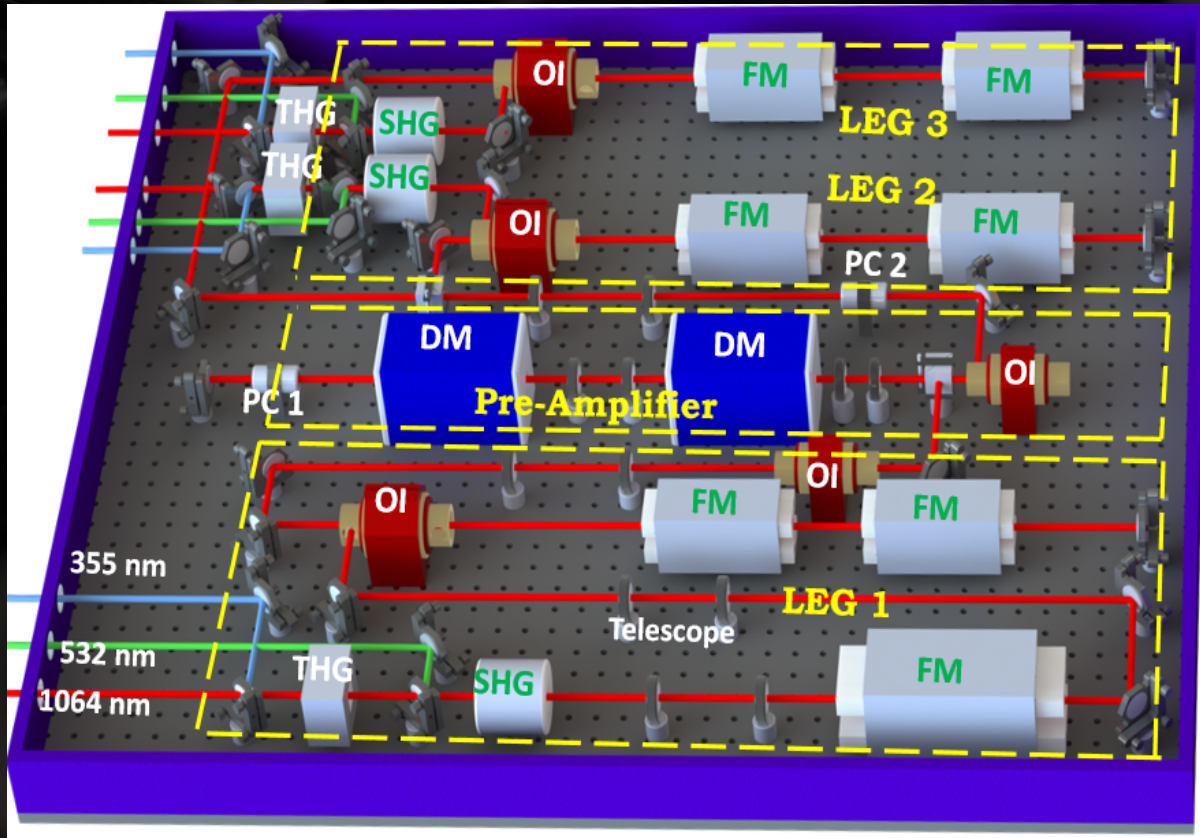 OI
FM
FM
THG
SHG
LEG 3
THG
SHG
LEG 2
OI
FM
FM
PC 2
DM
DM
OI
PC 1
Pre-Amplifier
OI
OI
FM
FM
355 nm
LEG 1
Telescope
532 nm
THG
SHG
FM
1064 nm